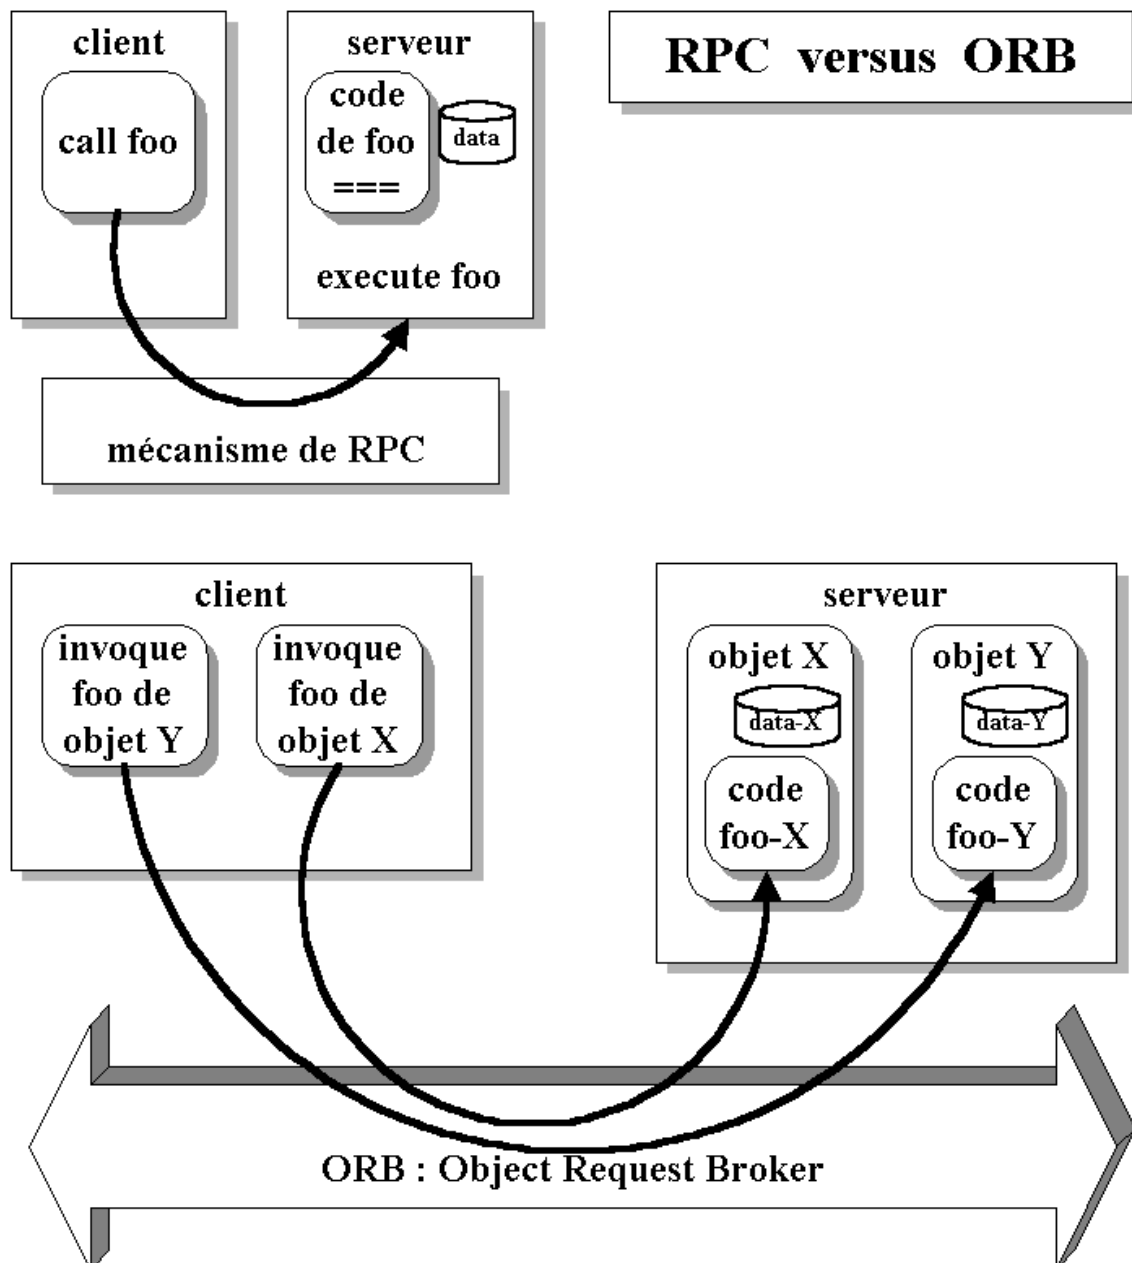 RPC versus ORB
client
call foo
serveur
code
de foo
===
data
execute foo
mécanisme de RPC
client
invoque
foo de
objet Y
invoque
foo de
objet X
serveur
objet X
data-X
code
foo-X
objet Y
data-Y
code
foo-Y
ORB : Object Request Broker